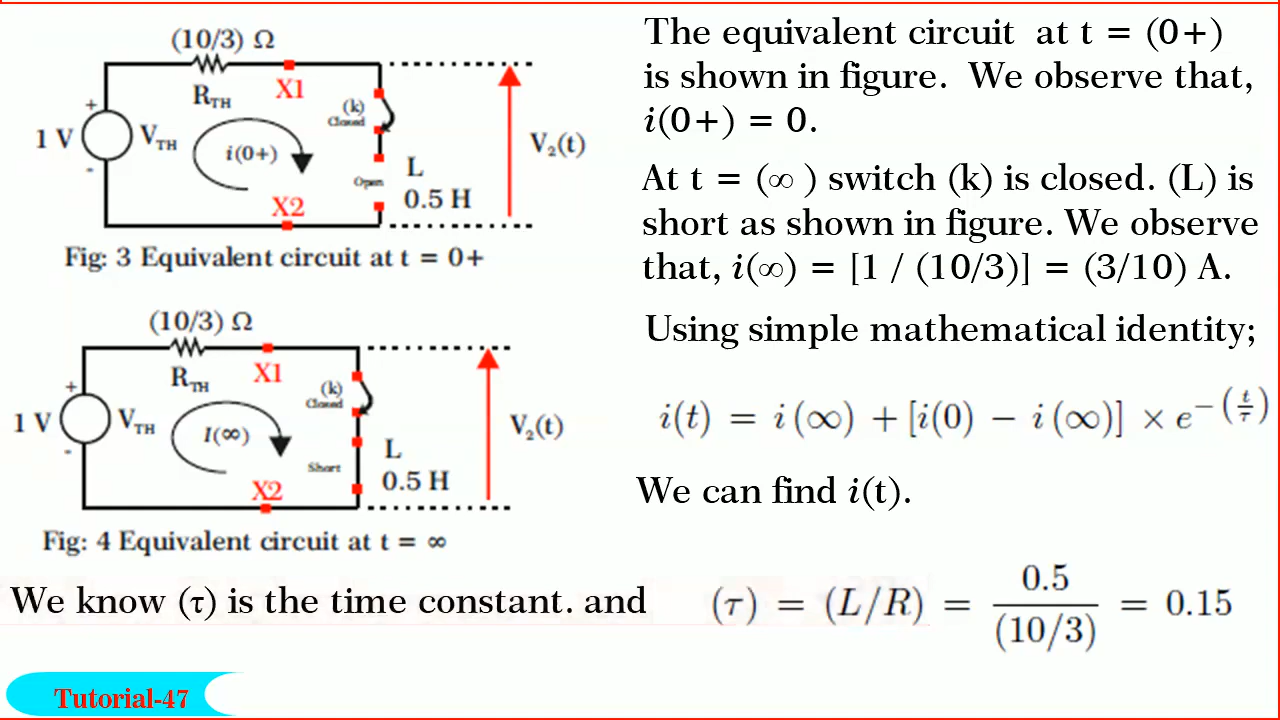 (10/3) Ω
X1
R_TH
(k)
Closed
+
1 V
V_TH
i(0+)
V₂(t)
-
L
Open
0.5 H
X2
Fig: 3 Equivalent circuit at t = 0+
(10/3) Ω
X1
R_TH
(k)
Closed
+
1 V
V_TH
I(∞)
V₂(t)
-
L
Short
0.5 H
X2
Fig: 4 Equivalent circuit at t = ∞
The equivalent circuit at t = (0+)
is shown in figure. We observe that,
i(0+) = 0.
At t = (∞ ) switch (k) is closed. (L) is
short as shown in figure. We observe
that, i(∞) = [1 / (10/3)] = (3/10) A.
Using simple mathematical identity;
i(t) = i (∞) + [i(0) − i (∞)] × e^−(t/τ)
We can find i(t).
We know (τ) is the time constant. and (τ) = (L/R) = 0.5/(10/3) = 0.15
Tutorial-47